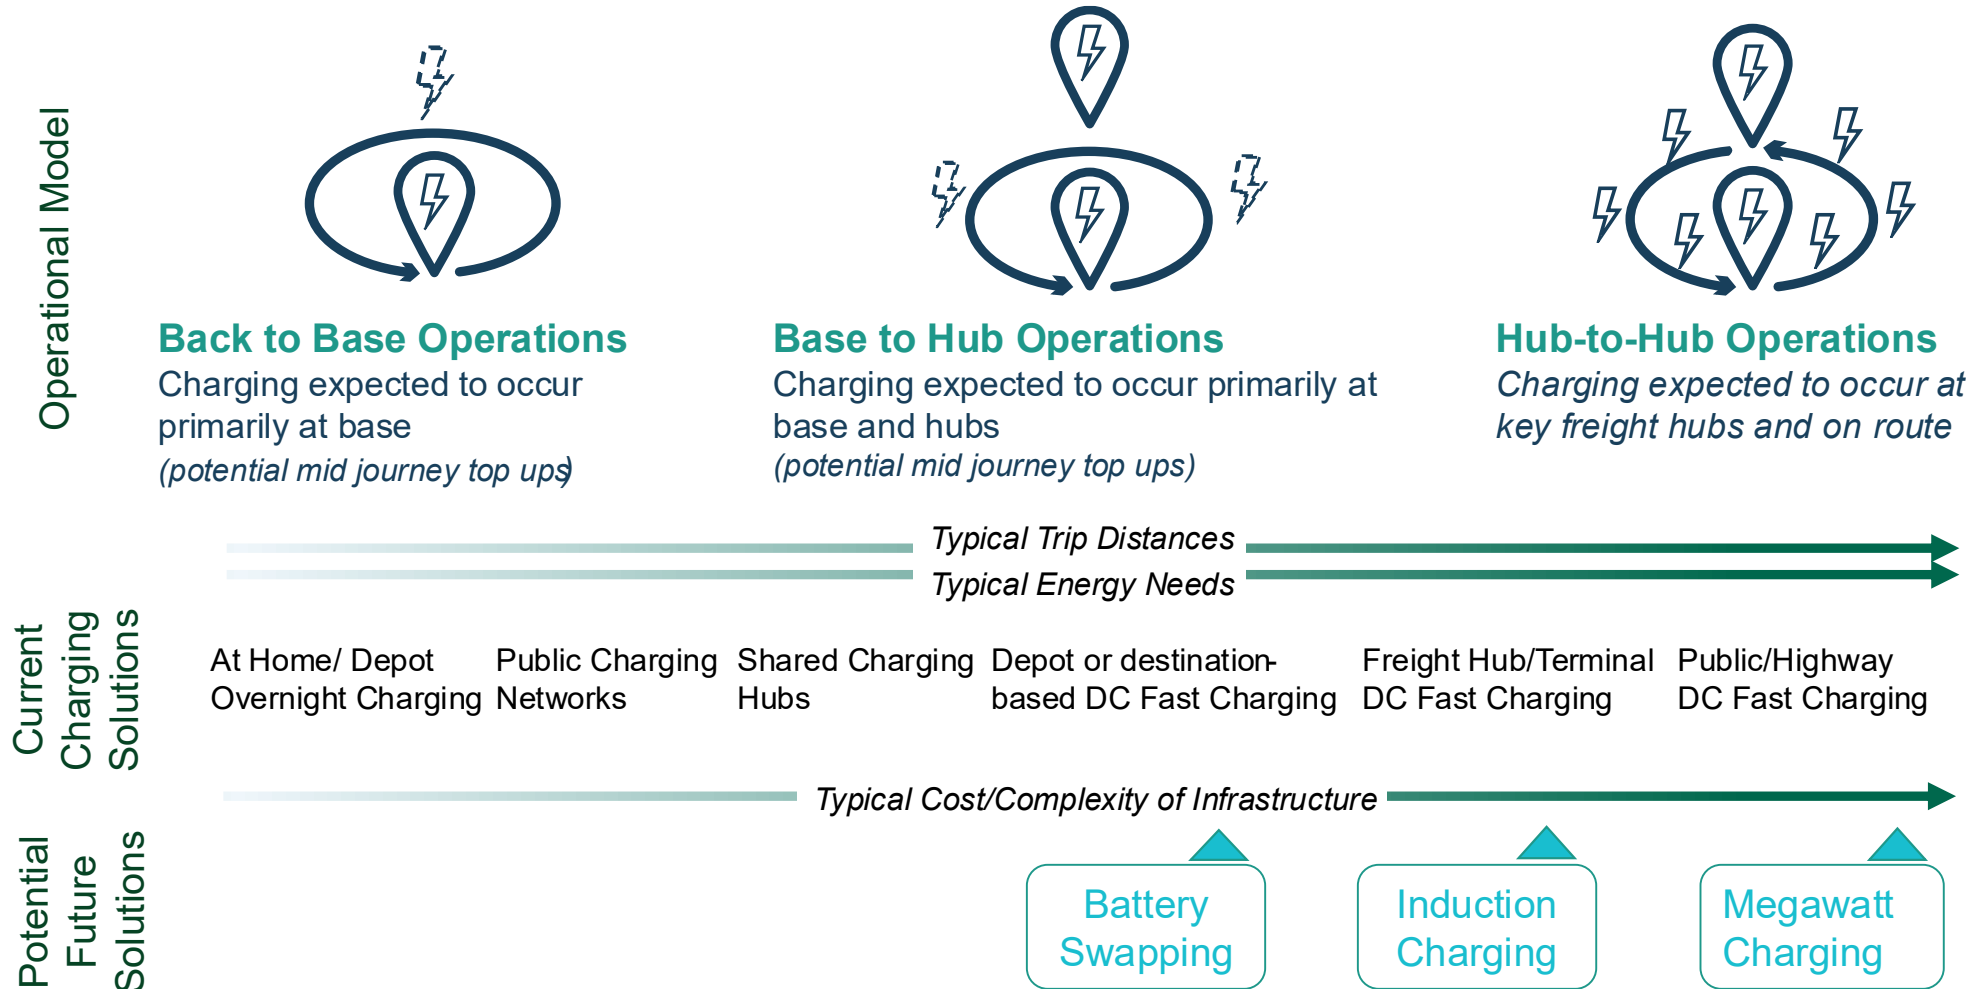 Operational Model
Back to Base Operations
Charging expected to occur
primarily at base
(potential mid journey top ups)
Base to Hub Operations
Charging expected to occur primarily at
base and hubs
(potential mid journey top ups)
Hub-to-Hub Operations
Charging expected to occur at
key freight hubs and on route
Typical Trip Distances
Typical Energy Needs
Current
Charging
Solutions
At Home/ Depot
Overnight Charging
Public Charging
Networks
Shared Charging
Hubs
Depot or destination-
based DC Fast Charging
Freight Hub/Terminal
DC Fast Charging
Public/Highway
DC Fast Charging
Typical Cost/Complexity of Infrastructure
Potential
Future
Solutions
Battery
Swapping
Induction
Charging
Megawatt
Charging